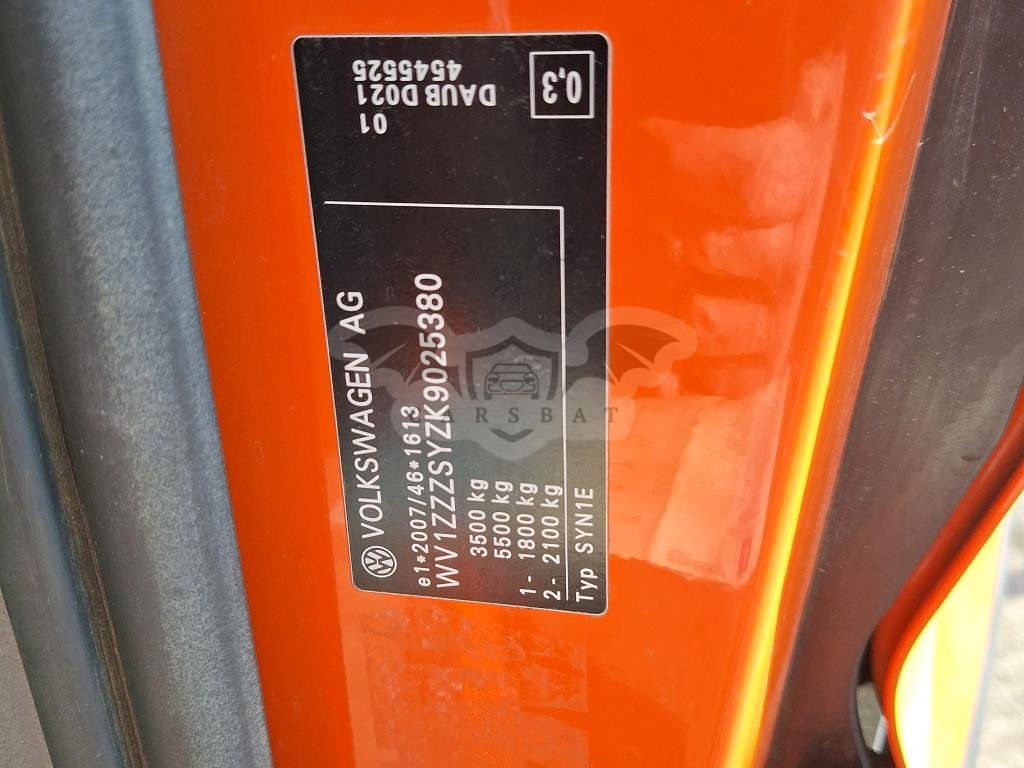 VOLKSWAGEN AG
e1*2007/46*1613
WV1ZZZSYZK9025380
3500 kg
5500 kg
1- 1800 kg
2- 2100 kg
Typ SYN1E
01
DAUB D021
4545525
0,3
CARSBAT